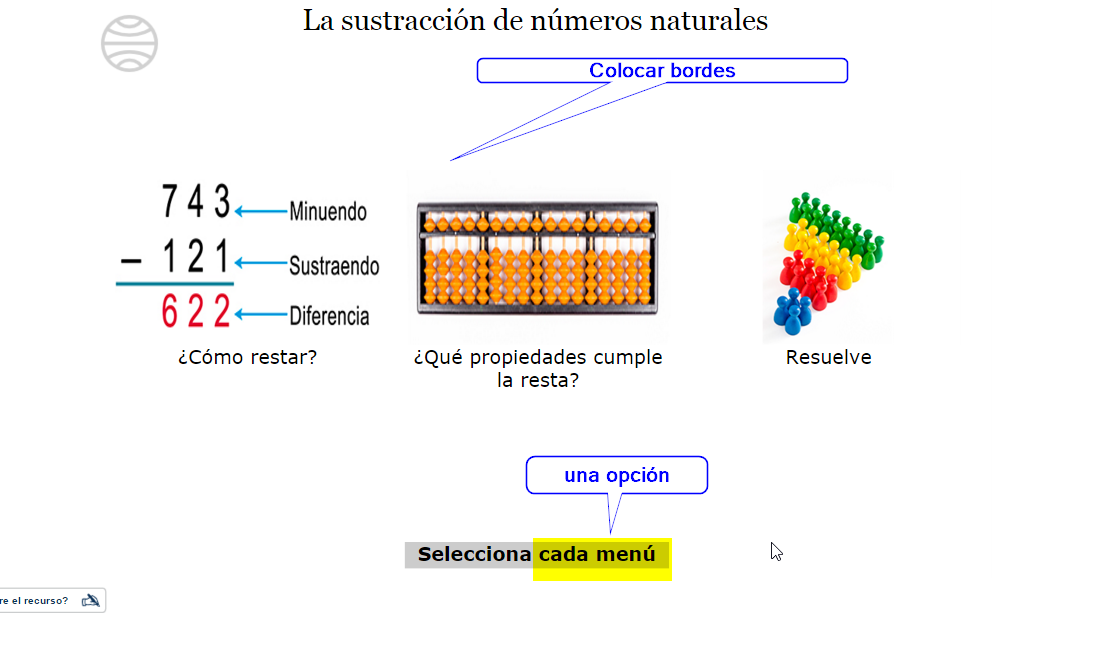 La sustracción de números naturales
Colocar bordes
743 Minuendo
- 121 Sustraendo
622 Diferencia
¿Cómo restar?
¿Qué propiedades cumple
la resta?
Resuelve
una opción
Selecciona cada menú
re el recurso?